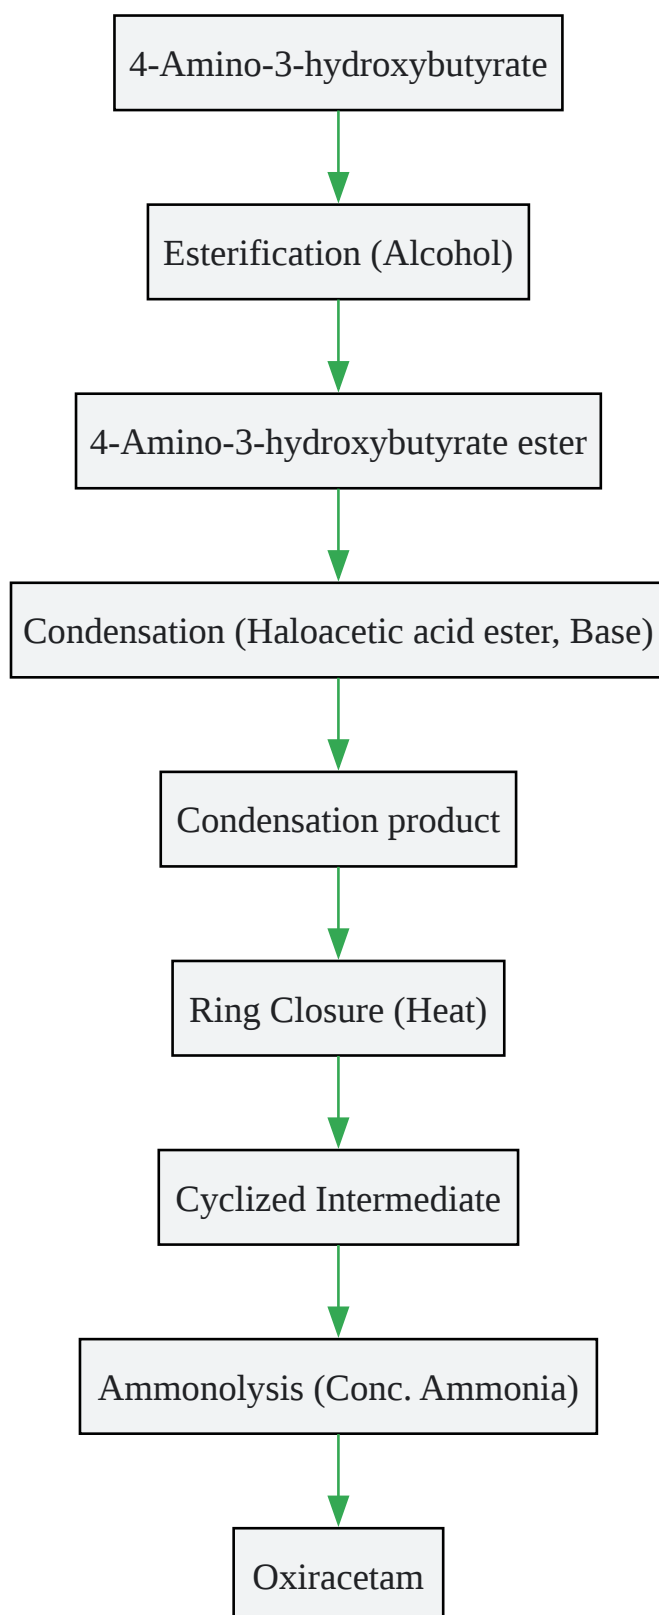 4-Amino-3-hydroxybutyrate
Esterification (Alcohol)
4-Amino-3-hydroxybutyrate ester
Condensation (Haloacetic acid ester, Base)
Condensation product
Ring Closure (Heat)
Cyclized Intermediate
Ammonolysis (Conc. Ammonia)
Oxiracetam